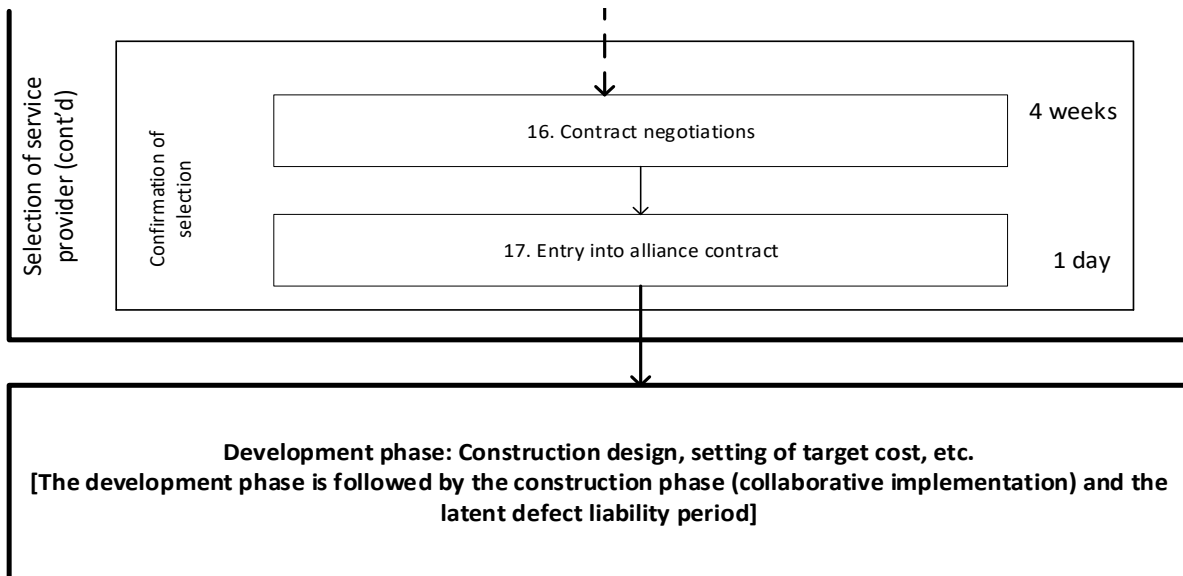 Selection of service
provider (cont’d)
Confirmation of
selection
16. Contract negotiations
4 weeks
17. Entry into alliance contract
1 day
Development phase: Construction design, setting of target cost, etc.
[The development phase is followed by the construction phase (collaborative implementation) and the
latent defect liability period]